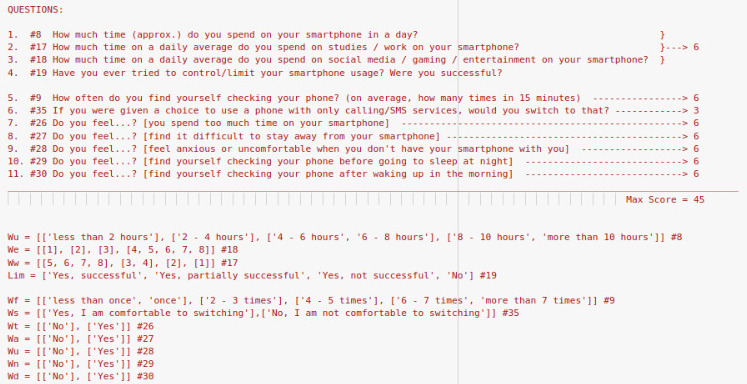 QUESTIONS:
1. #8 How much time (approx.) do you spend on your smartphone in a day? }
2. #17 How much time on a daily average do you spend on studies / work on your smartphone? }---> 6
3. #18 How much time on a daily average do you spend on social media / gaming / entertainment on your smartphone? }
4. #19 Have you ever tried to control/limit your smartphone usage? Were you successful?
5. #9 How often do you find yourself checking your phone? (on average, how many times in 15 minutes) ----------------> 6
6. #35 If you were given a choice to use a phone with only calling/SMS services, would you switch to that? ------------> 3
7. #26 Do you feel...? [you spend too much time on your smartphone] --------------------------------------------------> 6
8. #27 Do you feel...? [find it difficult to stay away from your smartphone] ---------------------------> 6
9. #28 Do you feel...? [feel anxious or uncomfortable when you don't have your smartphone with you] ------------------> 6
10. #29 Do you feel...? [find yourself checking your phone before going to sleep at night] ----------------------------> 6
11. #30 Do you feel...? [find yourself checking your phone after waking up in the morning] ----------------------------> 6
Max Score = 45
Wu = [['less than 2 hours'], ['2 - 4 hours'], ['4 - 6 hours', '6 - 8 hours'], ['8 - 10 hours', 'more than 10 hours']] #8
We = [[1], [2], [3], [4, 5, 6, 7, 8]] #18
Ww = [[5, 6, 7, 8], [3, 4], [2], [1]] #17
Lim = ['Yes, successful', 'Yes, partially successful', 'Yes, not successful', 'No'] #19
Wf = [['less than once', 'once'], ['2 - 3 times'], ['4 - 5 times'], ['6 - 7 times', 'more than 7 times']] #9
Ws = [['Yes, I am comfortable to switching'],['No, I am not comfortable to switching']] #35
Wt = [['No'], ['Yes']] #26
Wa = [['No'], ['Yes']] #27
Wu = [['No'], ['Yes']] #28
Wn = [['No'], ['Yes']] #29
Wd = [['No'], ['Yes']] #30